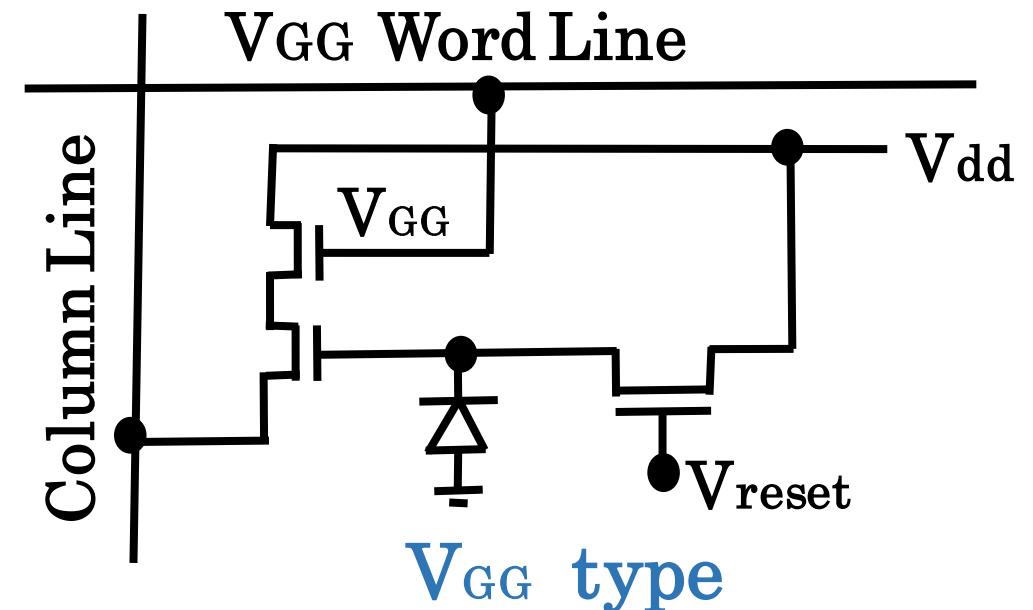 VGG Word Line
Column Line
Vdd
VGG
Vreset
VGG type